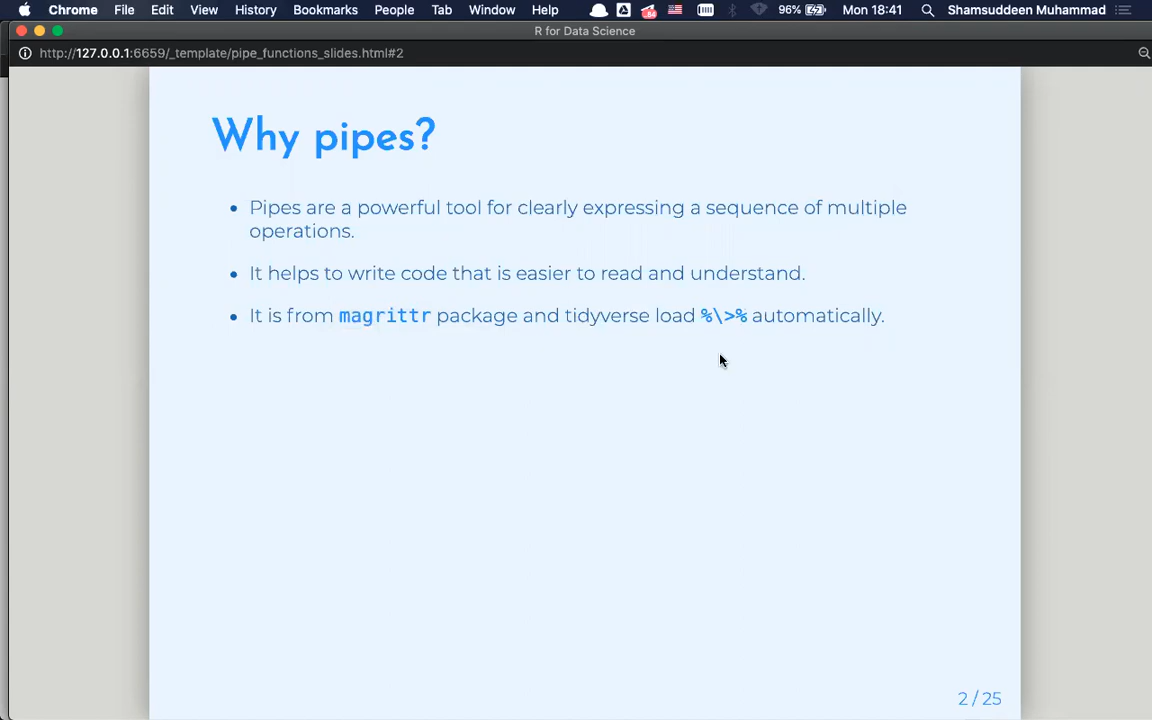 Chrome File Edit View History Bookmarks People Tab Window Help 96% Mon 18:41 Shamsuddeen Muhammad
R for Data Science
http://127.0.0.1:6659/_template/pipe_functions_slides.html#2
Why pipes?
• Pipes are a powerful tool for clearly expressing a sequence of multiple
operations.
• It helps to write code that is easier to read and understand.
• It is from magrittr package and tidyverse load %\>% automatically.
2 / 25